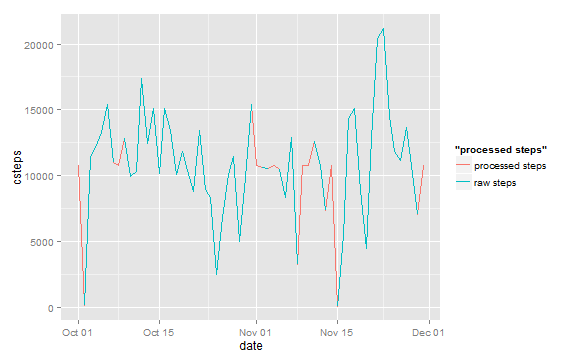 20000
15000
10000
5000
0
csteps
Oct 01
Oct 15
Nov 01
Nov 15
Dec 01
date
"processed steps"
processed steps
raw steps